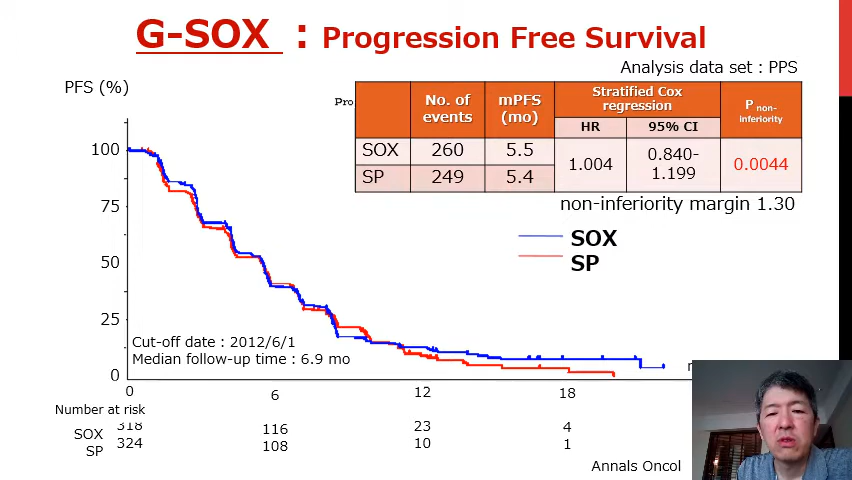 G-SOX : Progression Free Survival
Analysis data set : PPS
PFS (%)
Pro
No. of events
mPFS (mo)
Stratified Cox regression
P non-inferiority
HR
95% CI
SOX 260 5.5 1.004 0.840-1.199 0.0044
SP 249 5.4
non-inferiority margin 1.30
SOX
SP
100
75
50
25
0
Cut-off date : 2012/6/1
Median follow-up time : 6.9 mo
0 6 12 18
Number at risk
SOX 318 116 23 4
SP 324 108 10 1
Annals Oncol